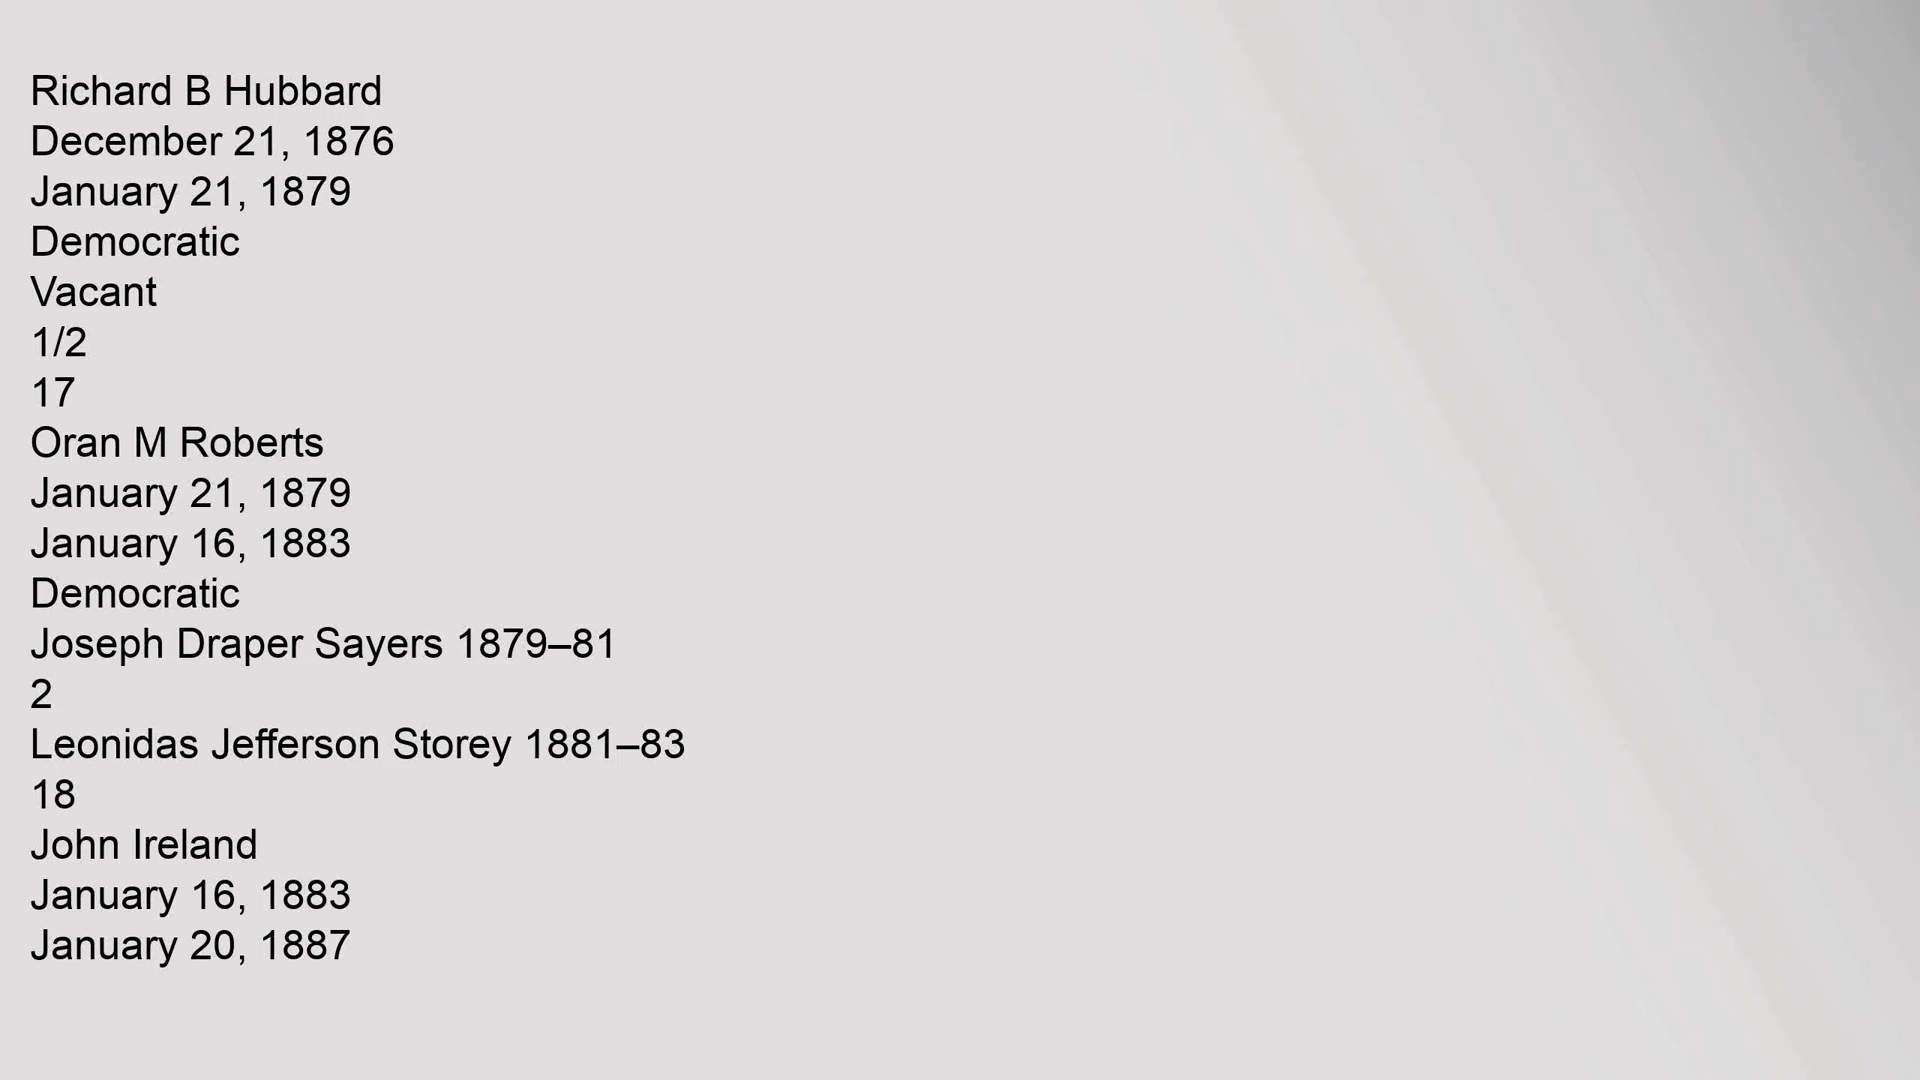 Richard B Hubbard
December 21, 1876
January 21, 1879
Democratic
Vacant
1/2
17
Oran M Roberts
January 21, 1879
January 16, 1883
Democratic
Joseph Draper Sayers 1879–81
2
Leonidas Jefferson Storey 1881–83
18
John Ireland
January 16, 1883
January 20, 1887